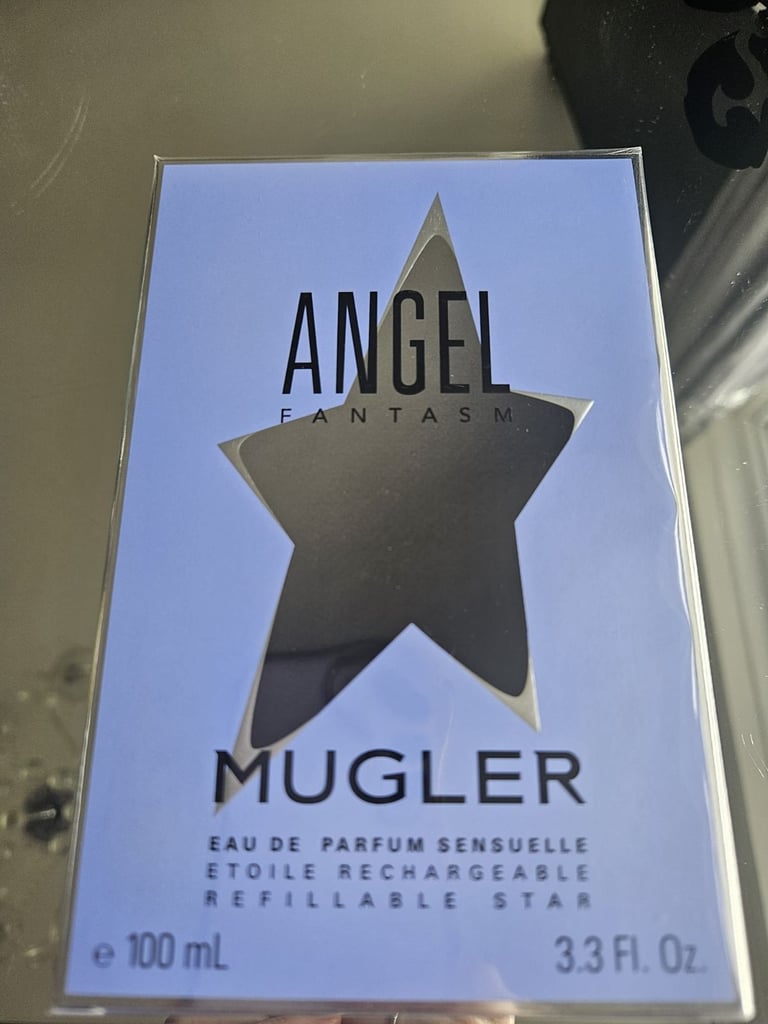 ANGEL
FANTASM
MUGLER
EAU DE PARFUM SENSUELLE
ETOILE RECHARGEABLE
REFILLABLE STAR
e 100 mL 3.3 Fl. Oz.